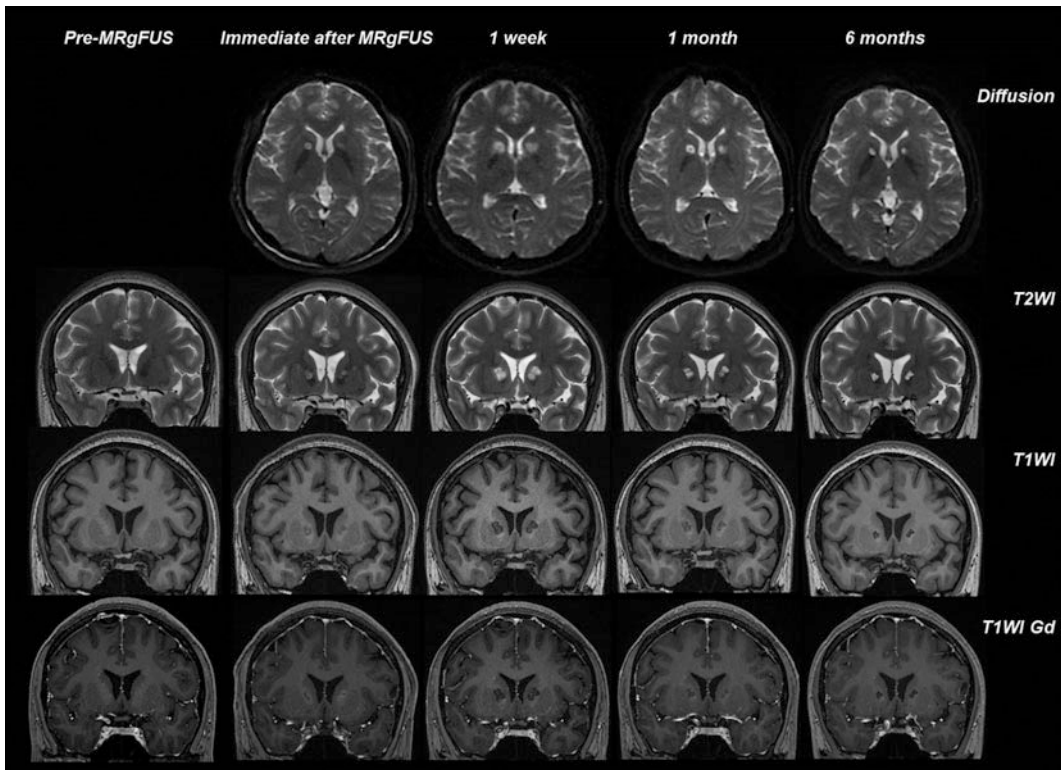 Pre-MRgFUS Immediate after MRgFUS 1 week 1 month 6 months
Diffusion
T2WI
T1WI
T1WI Gd